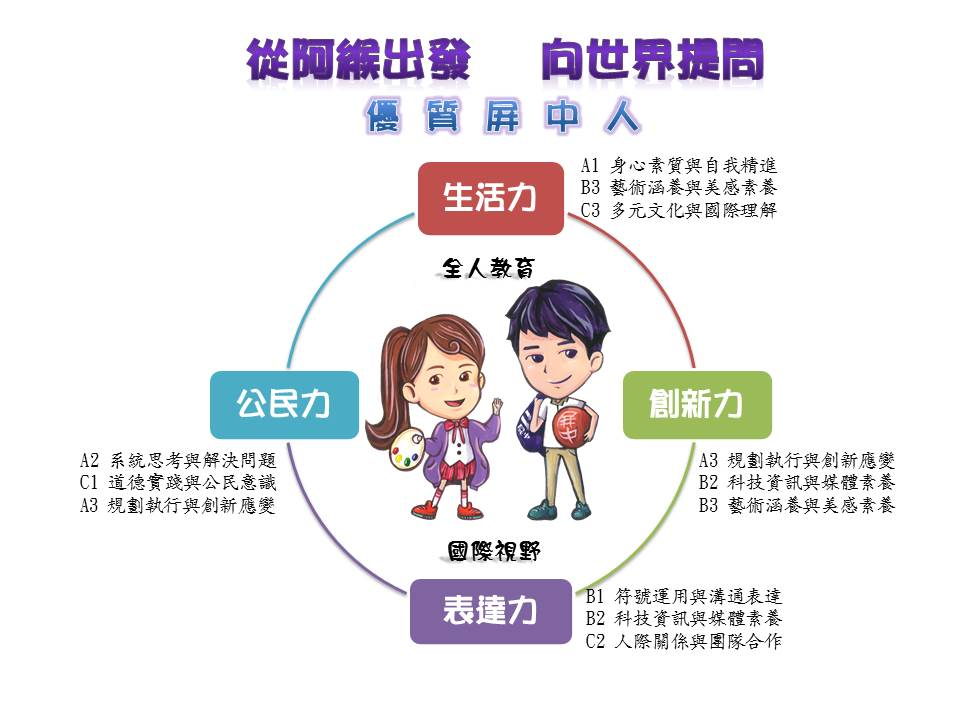 從阿緱出發 向世界提問
優質屏中人
生活力
A1 身心素質與自我精進
B3 藝術涵養與美感素養
C3 多元文化與國際理解
全人教育
公民力
A2 系統思考與解決問題
C1 道德實踐與公民意識
A3 規劃執行與創新應變
創新力
A3 規劃執行與創新應變
B2 科技資訊與媒體素養
B3 藝術涵養與美感素養
屏中
國際視野
表達力
B1 符號運用與溝通表達
B2 科技資訊與媒體素養
C2 人際關係與團隊合作